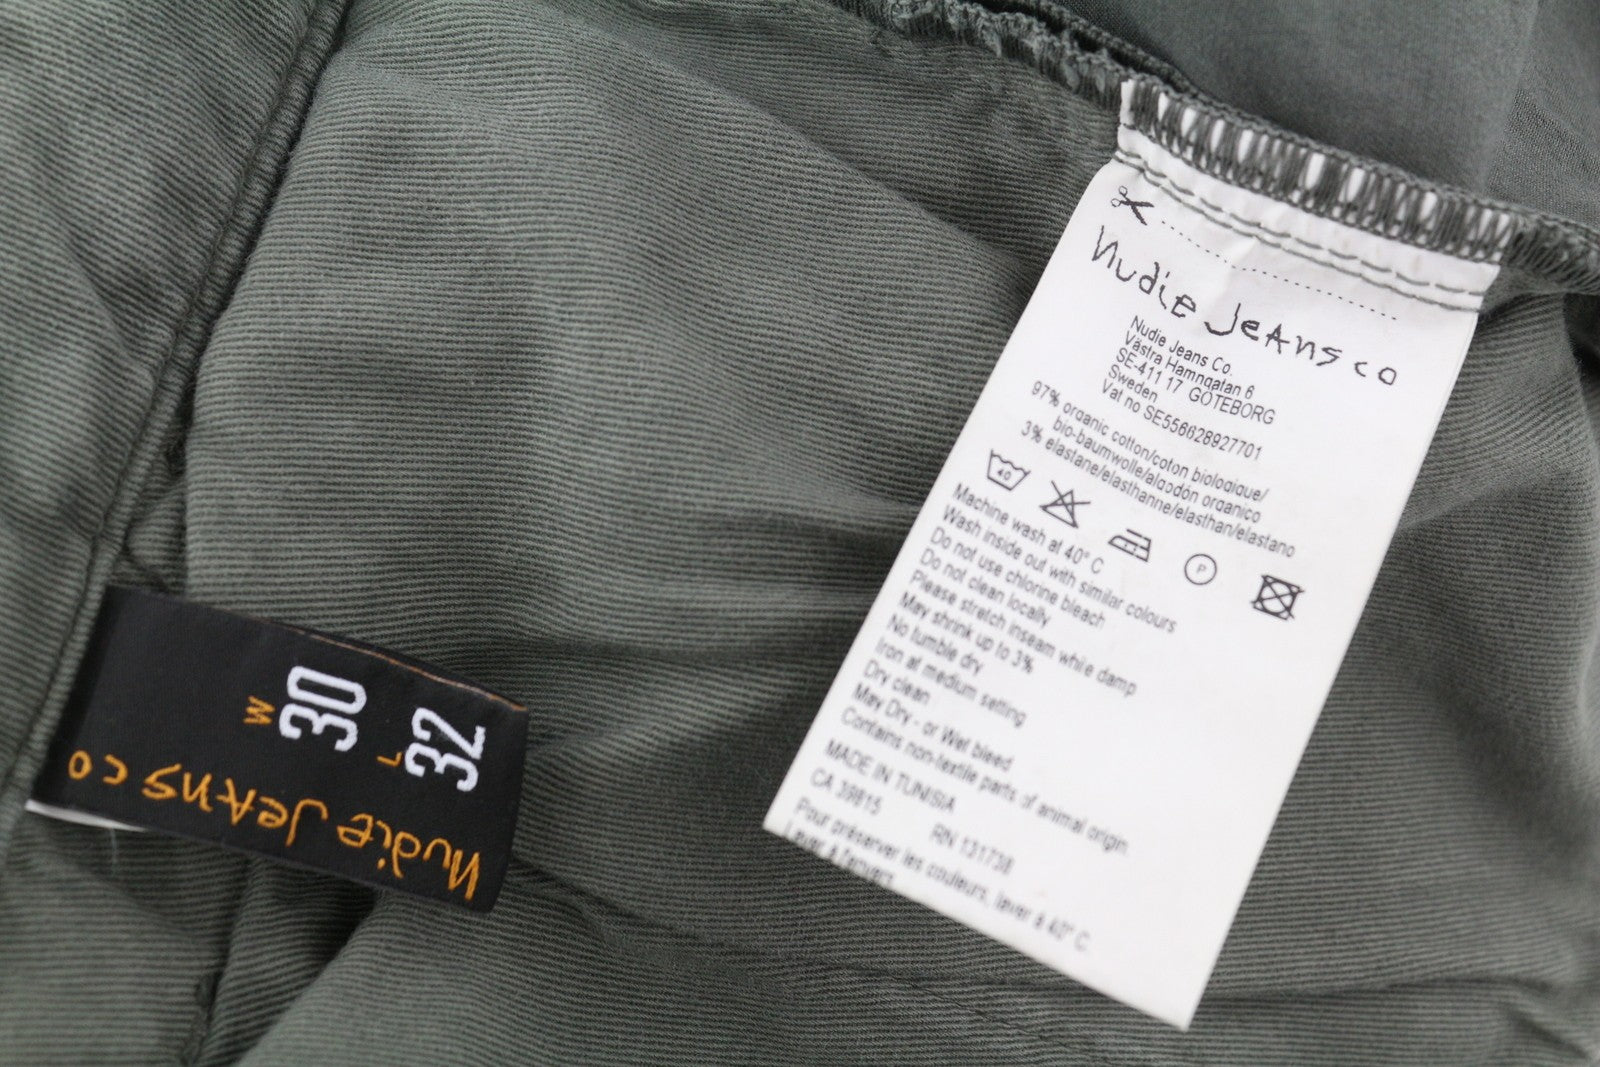 Nudie Jeans co
Nudie Jeans Co.
Västra Hamngatan 6
SE-411 17 GÖTEBORG
Sweden
Vat no SE556628927701
97% organic cotton/coton biologique/
bio-baumwolle/algodón organico
3% elastane/elasthanne/elasthan/elastano
40
P
Machine wash at 40° C
Wash inside out with similar colours
Do not use chlorine bleach
Do not clean locally
Please stretch inseam while damp
May shrink up to 3%
No tumble dry
Iron at medium setting
Dry clean
May Dry - or Wet bleed
Contains non-textile parts of animal origin.
MADE IN TUNISIA
CA 39815 RN 131738
Pour préserver les couleurs, laver à 40° C.
Laver à l'envers
W
30
L
32
Nudie Jeans co